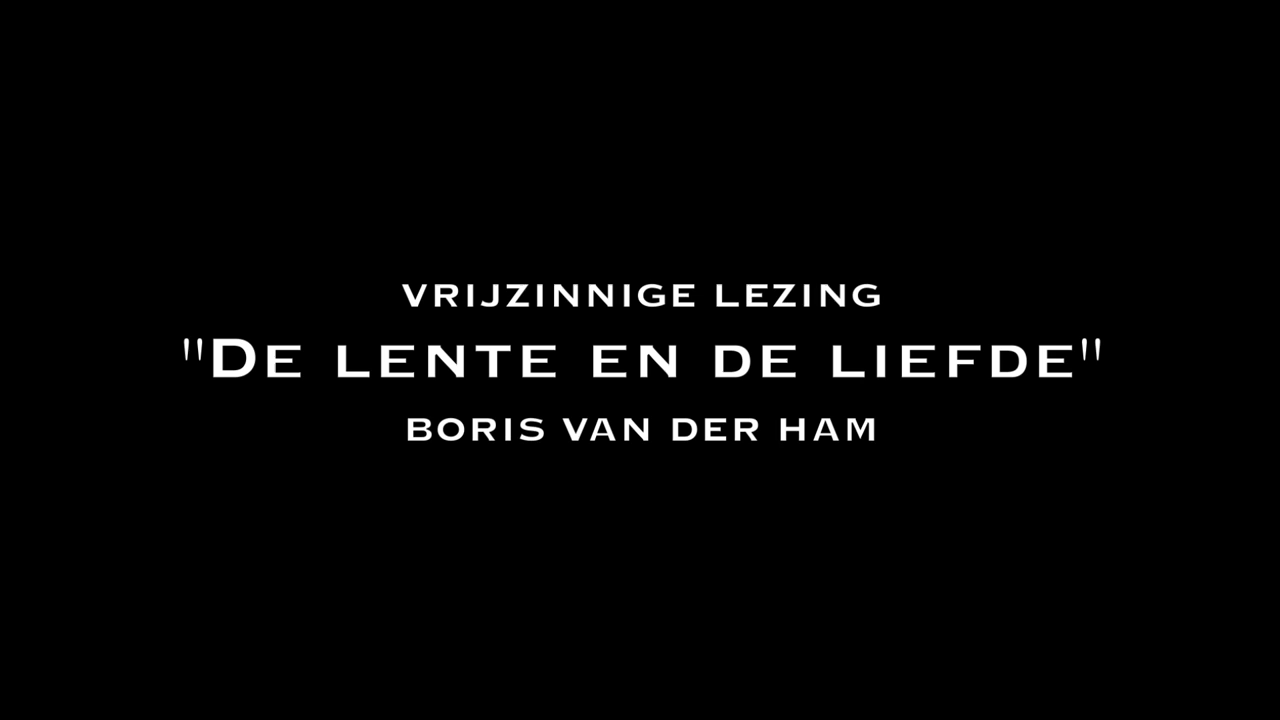 VRIJZINNIGE LEZING
"DE LENTE EN DE LIEFDE"
BORIS VAN DER HAM